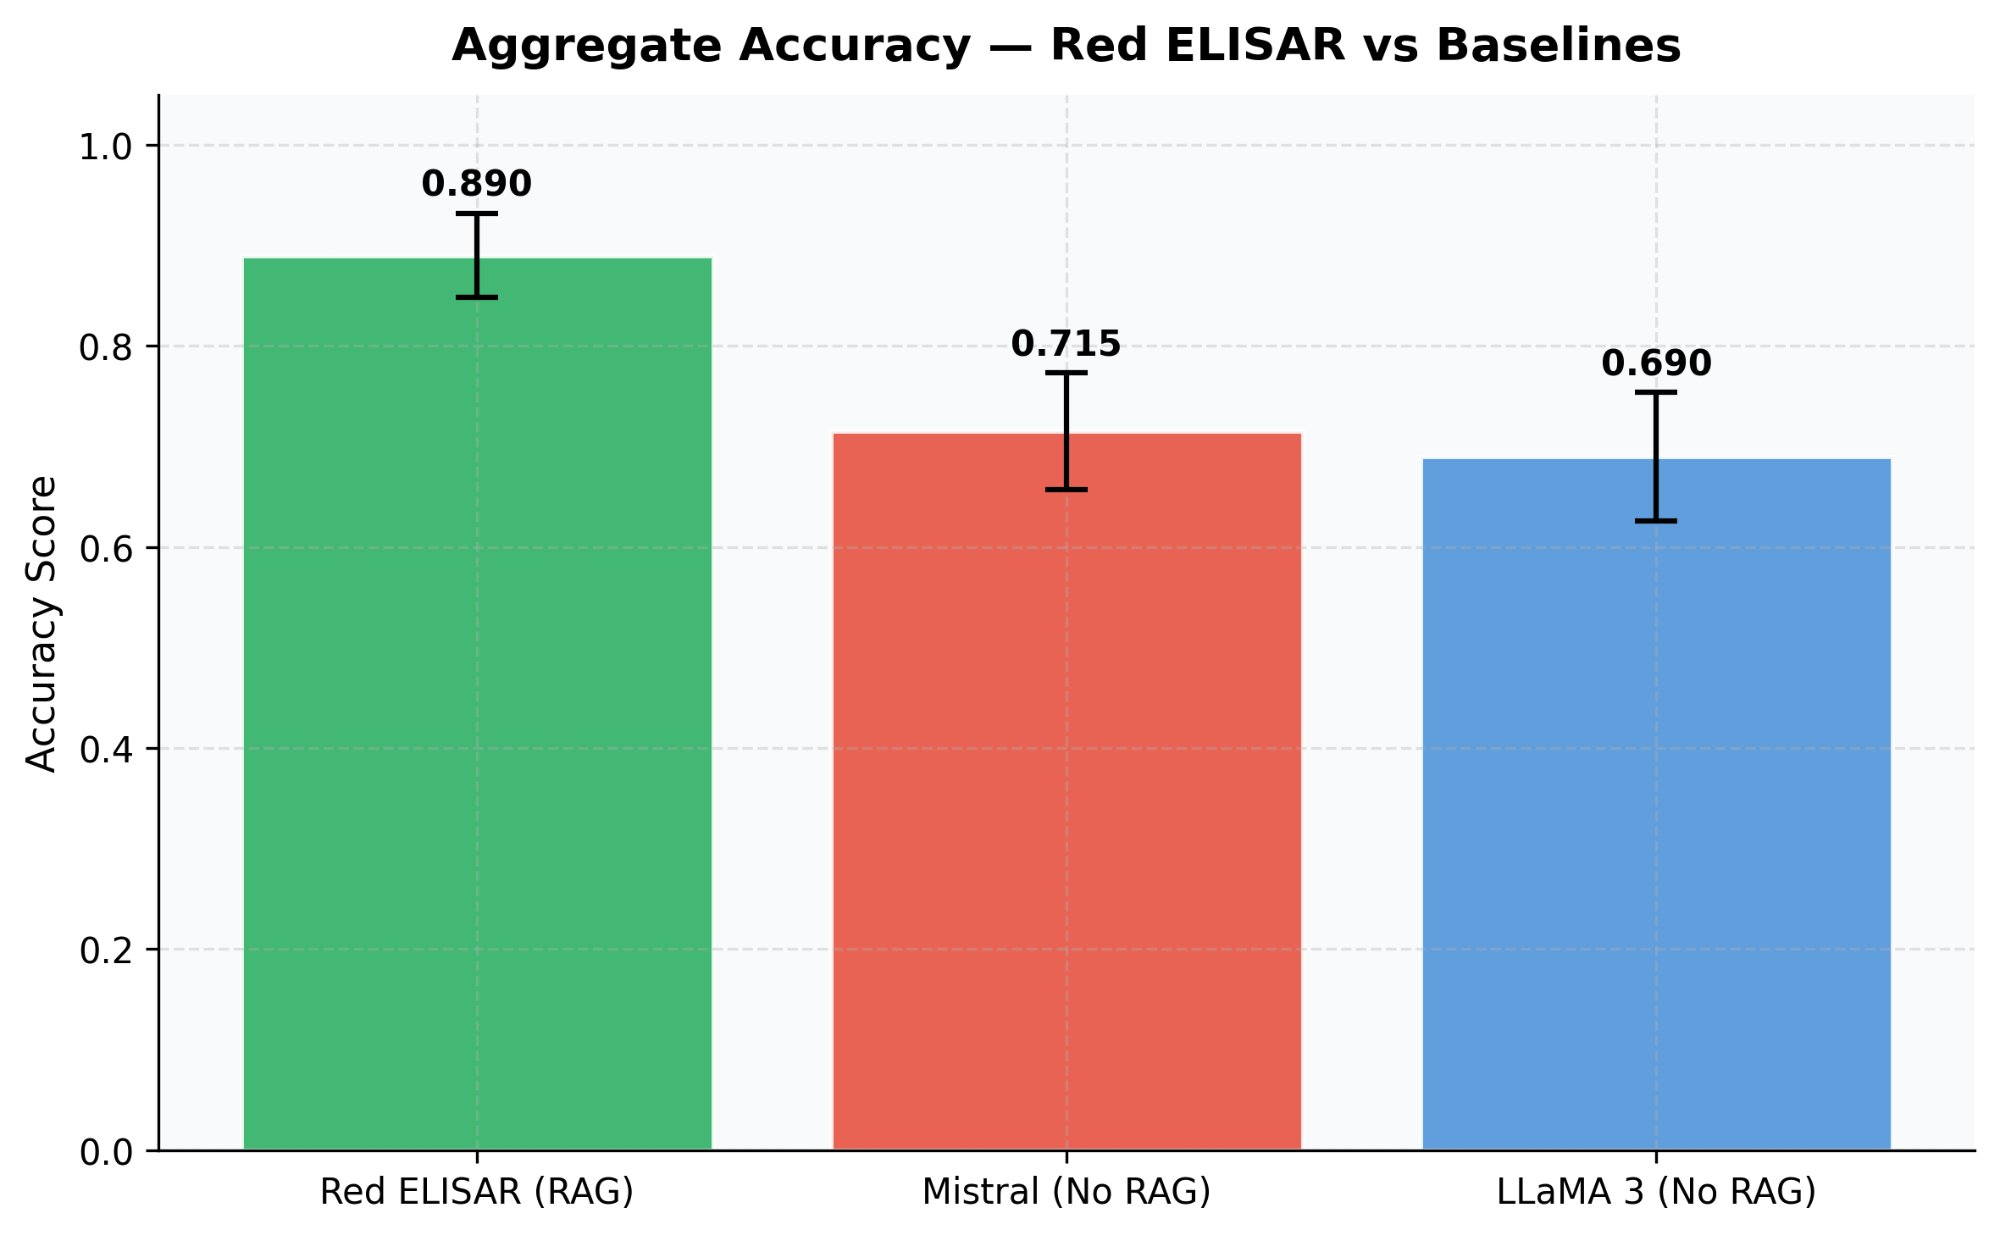 Aggregate Accuracy — Red ELISAR vs Baselines
1.0
0.8
0.6
0.4
0.2
0.0
Accuracy Score
0.890
0.715
0.690
Red ELISAR (RAG)
Mistral (No RAG)
LLaMA 3 (No RAG)